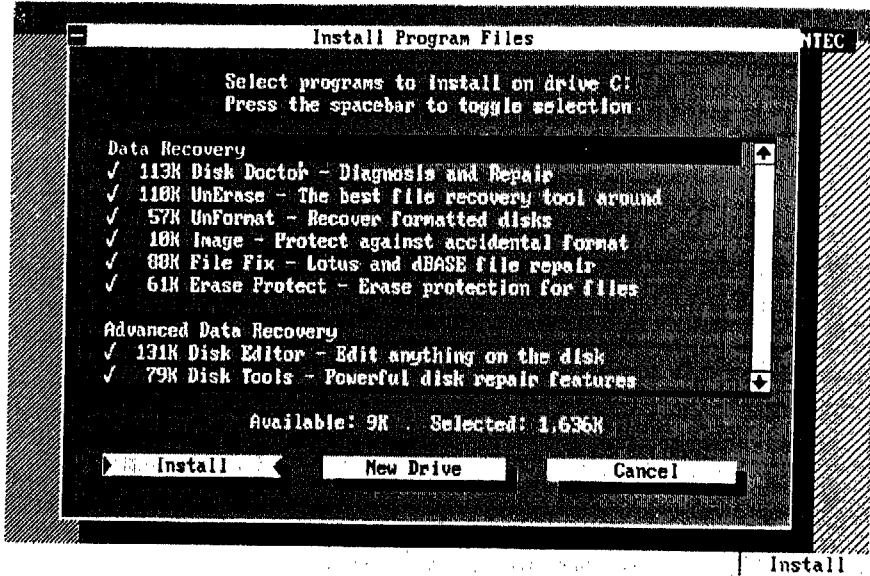 Install Program Files
NTEC
Select programs to install on drive C:
Press the spacebar to toggle selection
Data Recovery
√ 113K Disk Doctor - Diagnosis and Repair
√ 110K UnErase - The best file recovery tool around
√ 57K UnFormat - Recover formatted disks
√ 10K Image - Protect against accidental format
√ 88K File Fix - Lotus and dBASE file repair
√ 61K Erase Protect - Erase protection for files
Advanced Data Recovery
√ 131K Disk Editor - Edit anything on the disk
√ 79K Disk Tools - Powerful disk repair features
Available: 9K Selected: 1,636K
Install New Drive Cancel
Install